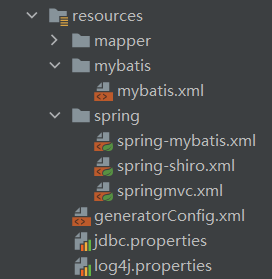 resources
mapper
mybatis
mybatis.xml
spring
spring-mybatis.xml
spring-shiro.xml
springmvc.xml
generatorConfig.xml
jdbc.properties
log4j.properties